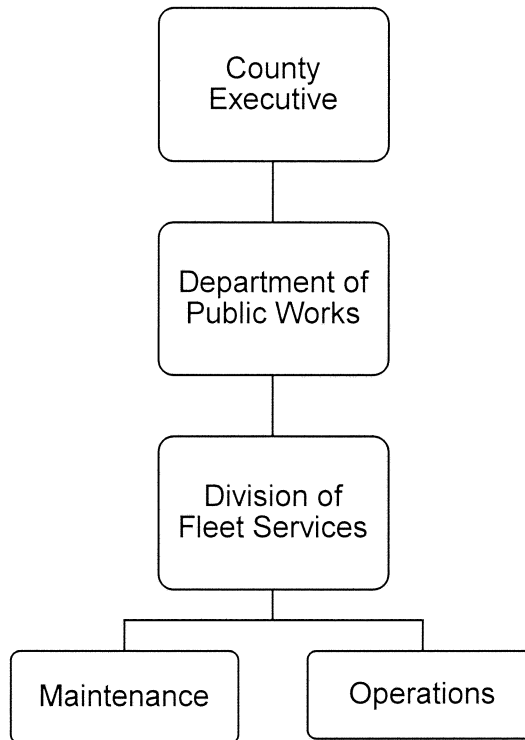 County
Executive
Department of
Public Works
Division of
Fleet Services
Maintenance
Operations